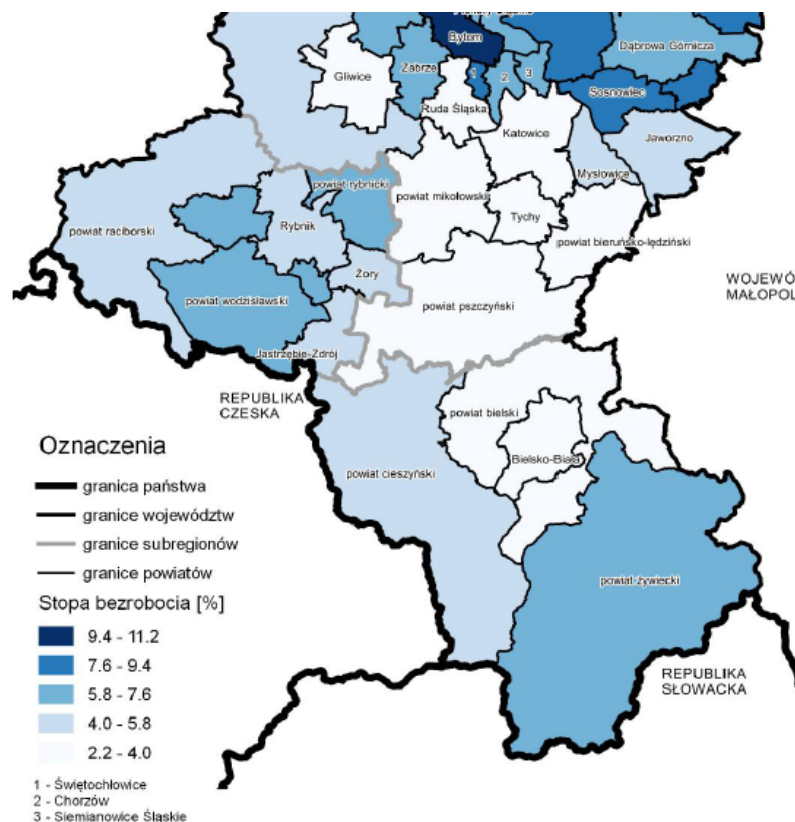 Bytom
Dąbrowa Górnicza
Gliwice
Zabrze
1
2
3
Sosnowiec
Ruda Śląska
Katowice
Jaworzno
Mysłowice
powiat rybnicki
powiat mikołowski
Tychy
powiat raciborski
Rybnik
powiat bieruńsko-lędziński
Żory
WOJEWÓ
MAŁOPOL
powiat wodzisławski
powiat pszczyński
Jastrzębie-Zdrój
REPUBLIKA
CZESKA
powiat bielski
Bielsko-Biała
powiat cieszyński
powiat żywiecki
REPUBLIKA
SŁOWACKA
Oznaczenia
granica państwa
granice województw
granice subregionów
granice powiatów
Stopa bezrobocia [%]
9.4 - 11.2
7.6 - 9.4
5.8 - 7.6
4.0 - 5.8
2.2 - 4.0
1 - Świętochłowice
2 - Chorzów
3 - Siemianowice Śląskie